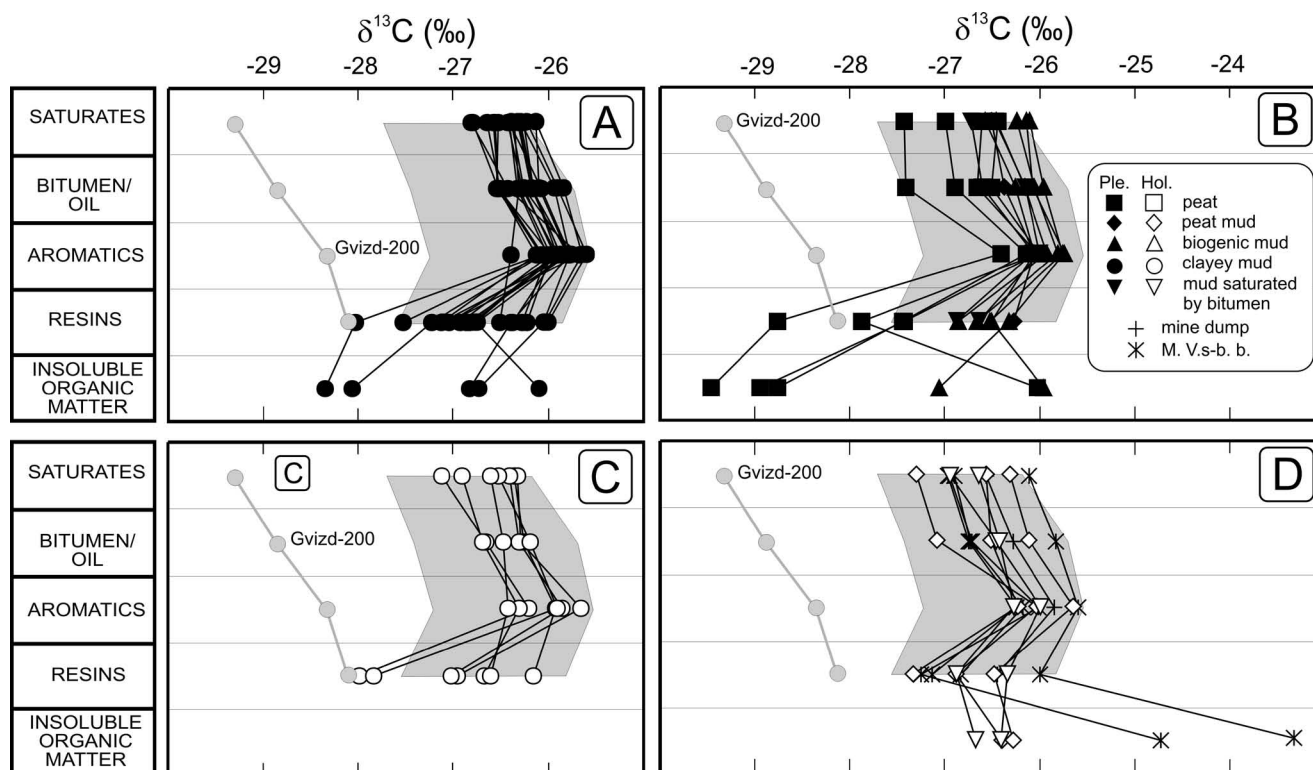 δ¹³C (‰)
-29 -28 -27 -26
δ¹³C (‰)
-29 -28 -27 -26 -25 -24
SATURATES
BITUMEN/
OIL
AROMATICS
RESINS
INSOLUBLE
ORGANIC
MATTER
A
Gvizd-200
B
Gvizd-200
Ple. Hol.
peat
peat mud
biogenic mud
clayey mud
mud saturated
by bitumen
mine dump
M. V.s-b. b.
SATURATES
BITUMEN/
OIL
AROMATICS
RESINS
INSOLUBLE
ORGANIC
MATTER
C
C
Gvizd-200
D
Gvizd-200